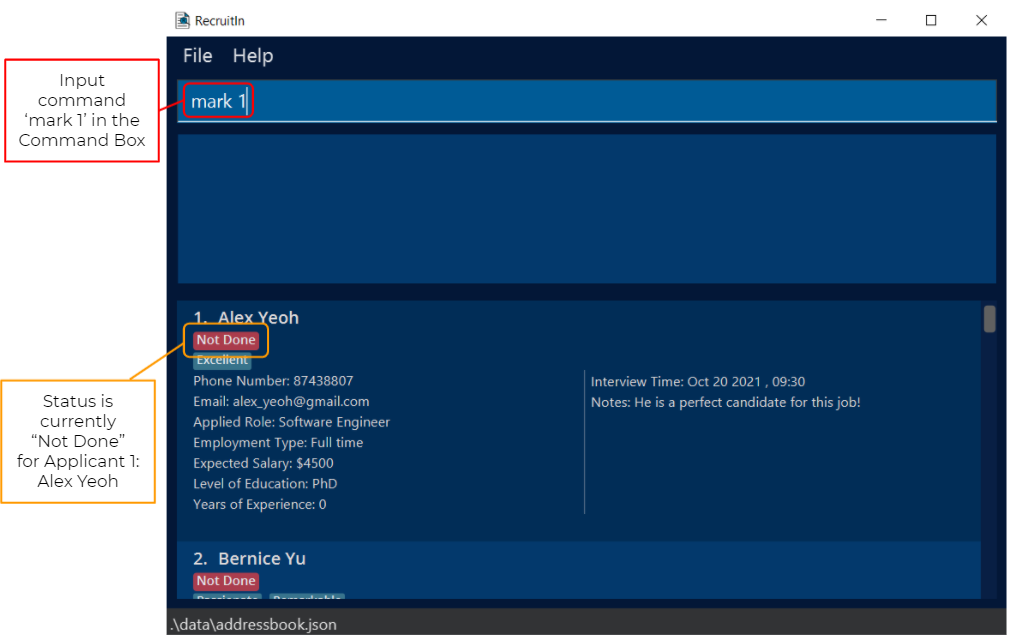 RecruitIn
File Help
Input
command
‘mark 1’ in the
Command Box
mark 1
1. Alex Yeoh
Not Done
Excellent
Phone Number: 87438807
Email: alex_yeoh@gmail.com
Applied Role: Software Engineer
Employment Type: Full time
Expected Salary: $4500
Level of Education: PhD
Years of Experience: 0
Interview Time: Oct 20 2021 , 09:30
Notes: He is a perfect candidate for this job!
Status is
currently
“Not Done”
for Applicant 1:
Alex Yeoh
2. Bernice Yu
Not Done
Passionate Remarkable
.\data\addressbook.json